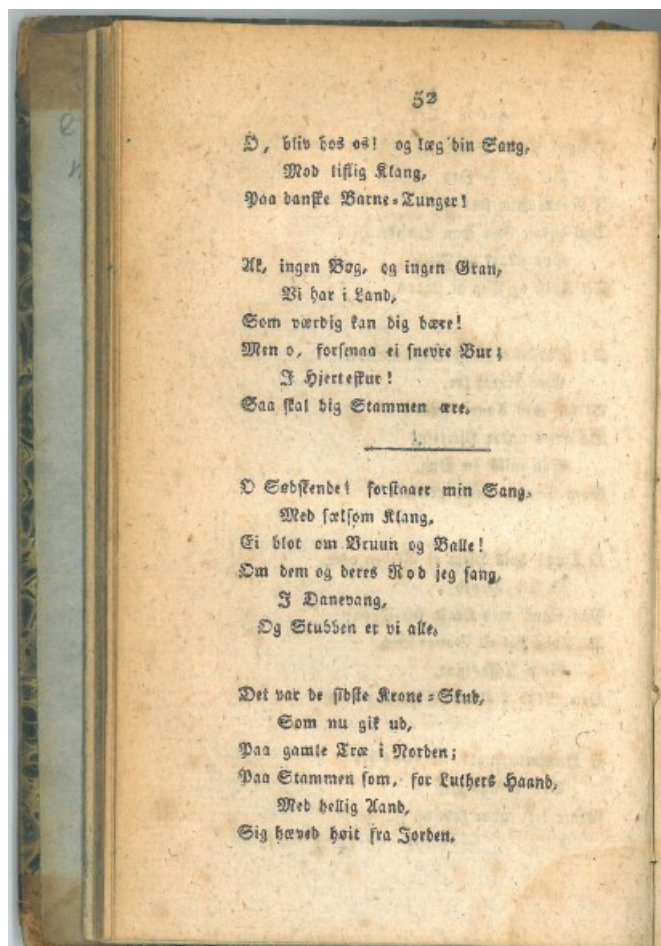 52
O, bliv hos os! og læg din Sang,
Mod liflig Klang,
Paa danske Barne-Tunger!
Ak, ingen Bøg, og ingen Gran,
Vi har i Land,
Som værdig kan dig bære!
Men o, forsmaa ei snevre Buur;
I Hjerteskur!
Saa skal dig Stammen ære.
O Sødskende! forstaaer min Sang,
Med sælsom Klang,
Ei blot om Bruun og Balle!
Om dem og deres Rod jeg sang,
I Danevang,
Og Stubben er vi alle.
Det var de sidste Krone-Skud,
Som nu gik ud,
Paa gamle Træ i Norden;
Paa Stammen som, for Luthers Haand,
Med hellig Aand,
Sig hæved høit fra Jorden.